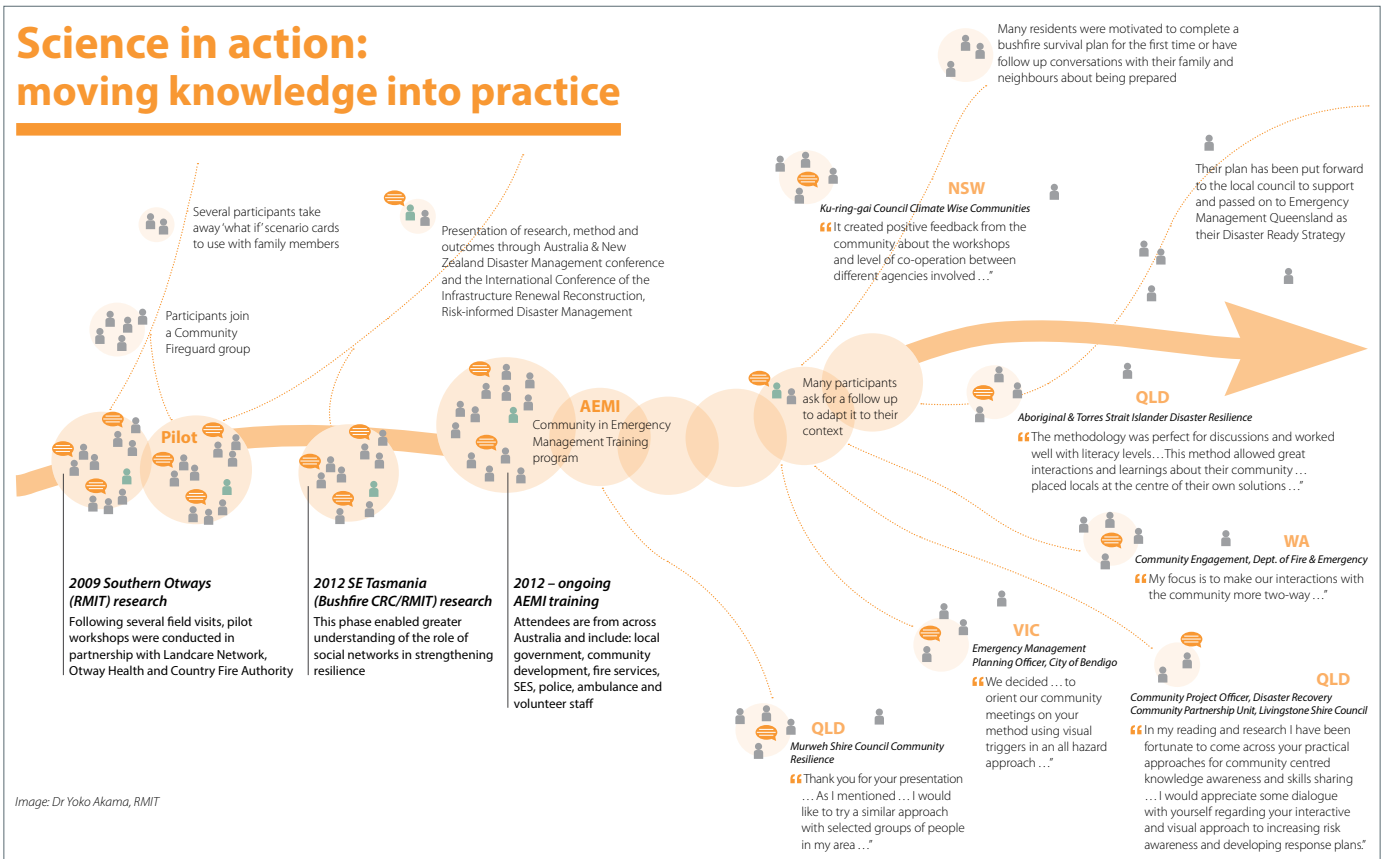 Science in action:
moving knowledge into practice
Several participants take
away ‘what if’ scenario cards
to use with family members
Participants join
a Community
Fireguard group
Presentation of research, method and
outcomes through Australia & New
Zealand Disaster Management conference
and the International Conference of the
Infrastructure Renewal Reconstruction,
Risk-informed Disaster Management
Many residents were motivated to complete a
bushfire survival plan for the first time or have
follow up conversations with their family and
neighbours about being prepared
NSW
Ku-ring-gai Council Climate Wise Communities
“It created positive feedback from the
community about the workshops
and level of co-operation between
different agencies involved …”
Their plan has been put forward
to the local council to support
and passed on to Emergency
Management Queensland as
their Disaster Ready Strategy
Pilot
AEMI
Community in Emergency
Management Training
program
Many participants
ask for a follow up
to adapt it to their
context
QLD
Aboriginal & Torres Strait Islander Disaster Resilience
“The methodology was perfect for discussions and worked
well with literacy levels…This method allowed great
interactions and learnings about their community …
placed locals at the centre of their own solutions …”
WA
Community Engagement, Dept. of Fire & Emergency
“My focus is to make our interactions with
the community more two-way …”
2009 Southern Otways
(RMIT) research
Following several field visits, pilot
workshops were conducted in
partnership with Landcare Network,
Otway Health and Country Fire Authority
2012 SE Tasmania
(Bushfire CRC/RMIT) research
This phase enabled greater
understanding of the role of
social networks in strengthening
resilience
2012 – ongoing
AEMI training
Attendees are from across
Australia and include: local
government, community
development, fire services,
SES, police, ambulance and
volunteer staff
QLD
Murweh Shire Council Community
Resilience
“Thank you for your presentation
… As I mentioned … I would
like to try a similar approach
with selected groups of people
in my area …”
VIC
Emergency Management
Planning Officer, City of Bendigo
“We decided … to
orient our community
meetings on your
method using visual
triggers in an all hazard
approach …”
QLD
Community Project Officer, Disaster Recovery
Community Partnership Unit, Livingstone Shire Council
“In my reading and research I have been
fortunate to come across your practical
approaches for community centred
knowledge awareness and skills sharing
… I would appreciate some dialogue
with yourself regarding your interactive
and visual approach to increasing risk
awareness and developing response plans.”
Image: Dr Yoko Akama, RMIT